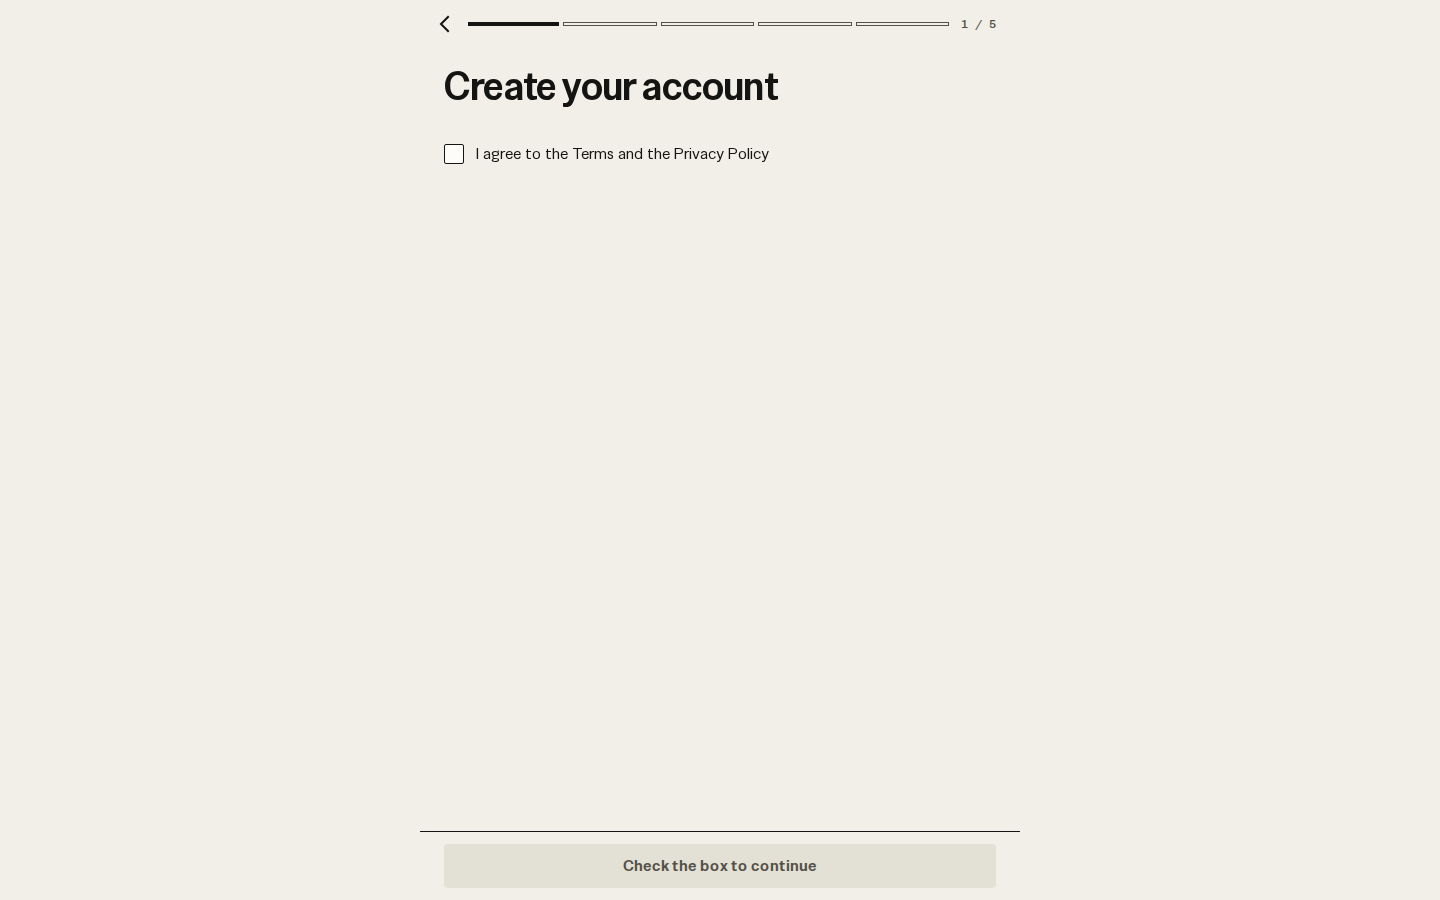 1 / 5
Create your account
I agree to the Terms and the Privacy Policy
Check the box to continue